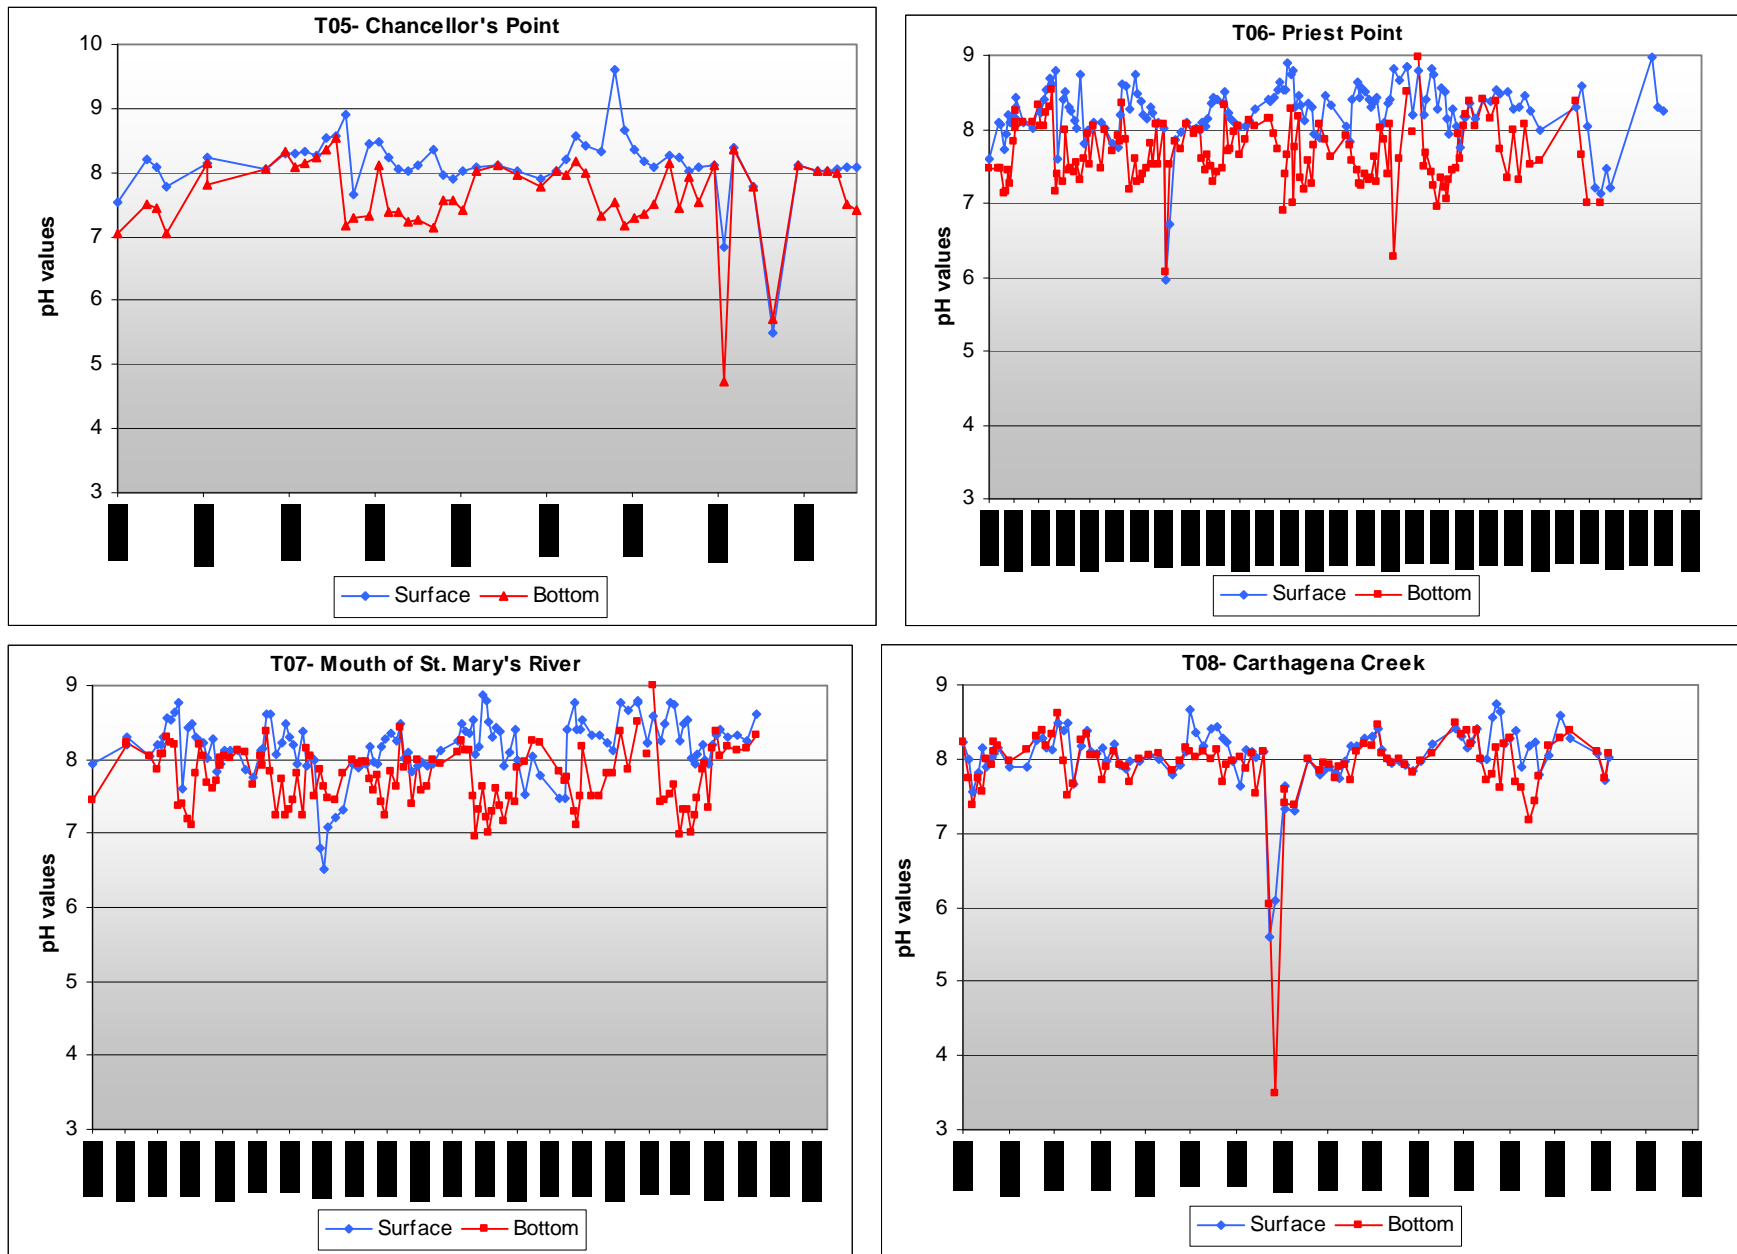 T05- Chancellor's Point
10
9
8
7
6
5
4
3
pH values
Surface
Bottom
T06- Priest Point
9
8
7
6
5
4
3
pH values
Surface
Bottom
T07- Mouth of St. Mary's River
9
8
7
6
5
4
3
pH values
Surface
Bottom
T08- Carthagena Creek
9
8
7
6
5
4
3
pH values
Surface
Bottom